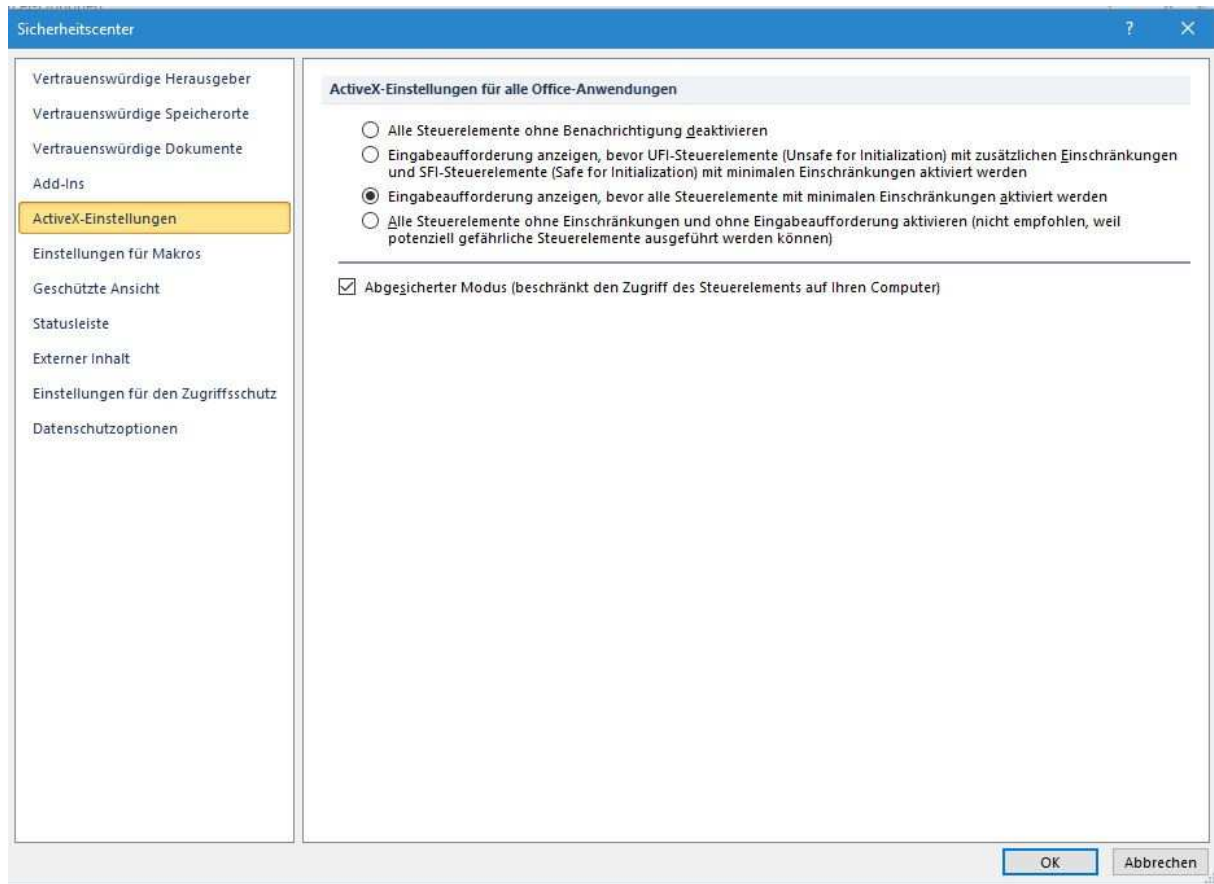 Sicherheitscenter
?
Vertrauenswürdige Herausgeber
Vertrauenswürdige Speicherorte
Vertrauenswürdige Dokumente
Add-Ins
ActiveX-Einstellungen
Einstellungen für Makros
Geschützte Ansicht
Statusleiste
Externer Inhalt
Einstellungen für den Zugriffsschutz
Datenschutzoptionen
ActiveX-Einstellungen für alle Office-Anwendungen
Alle Steuerelemente ohne Benachrichtigung deaktivieren
Eingabeaufforderung anzeigen, bevor UFI-Steuerelemente (Unsafe for Initialization) mit zusätzlichen Einschränkungen
und SFI-Steuerelemente (Safe for Initialization) mit minimalen Einschränkungen aktiviert werden
Eingabeaufforderung anzeigen, bevor alle Steuerelemente mit minimalen Einschränkungen aktiviert werden
Alle Steuerelemente ohne Einschränkungen und ohne Eingabeaufforderung aktivieren (nicht empfohlen, weil
potenziell gefährliche Steuerelemente ausgeführt werden können)
Abgesicherter Modus (beschränkt den Zugriff des Steuerelements auf Ihren Computer)
OK
Abbrechen